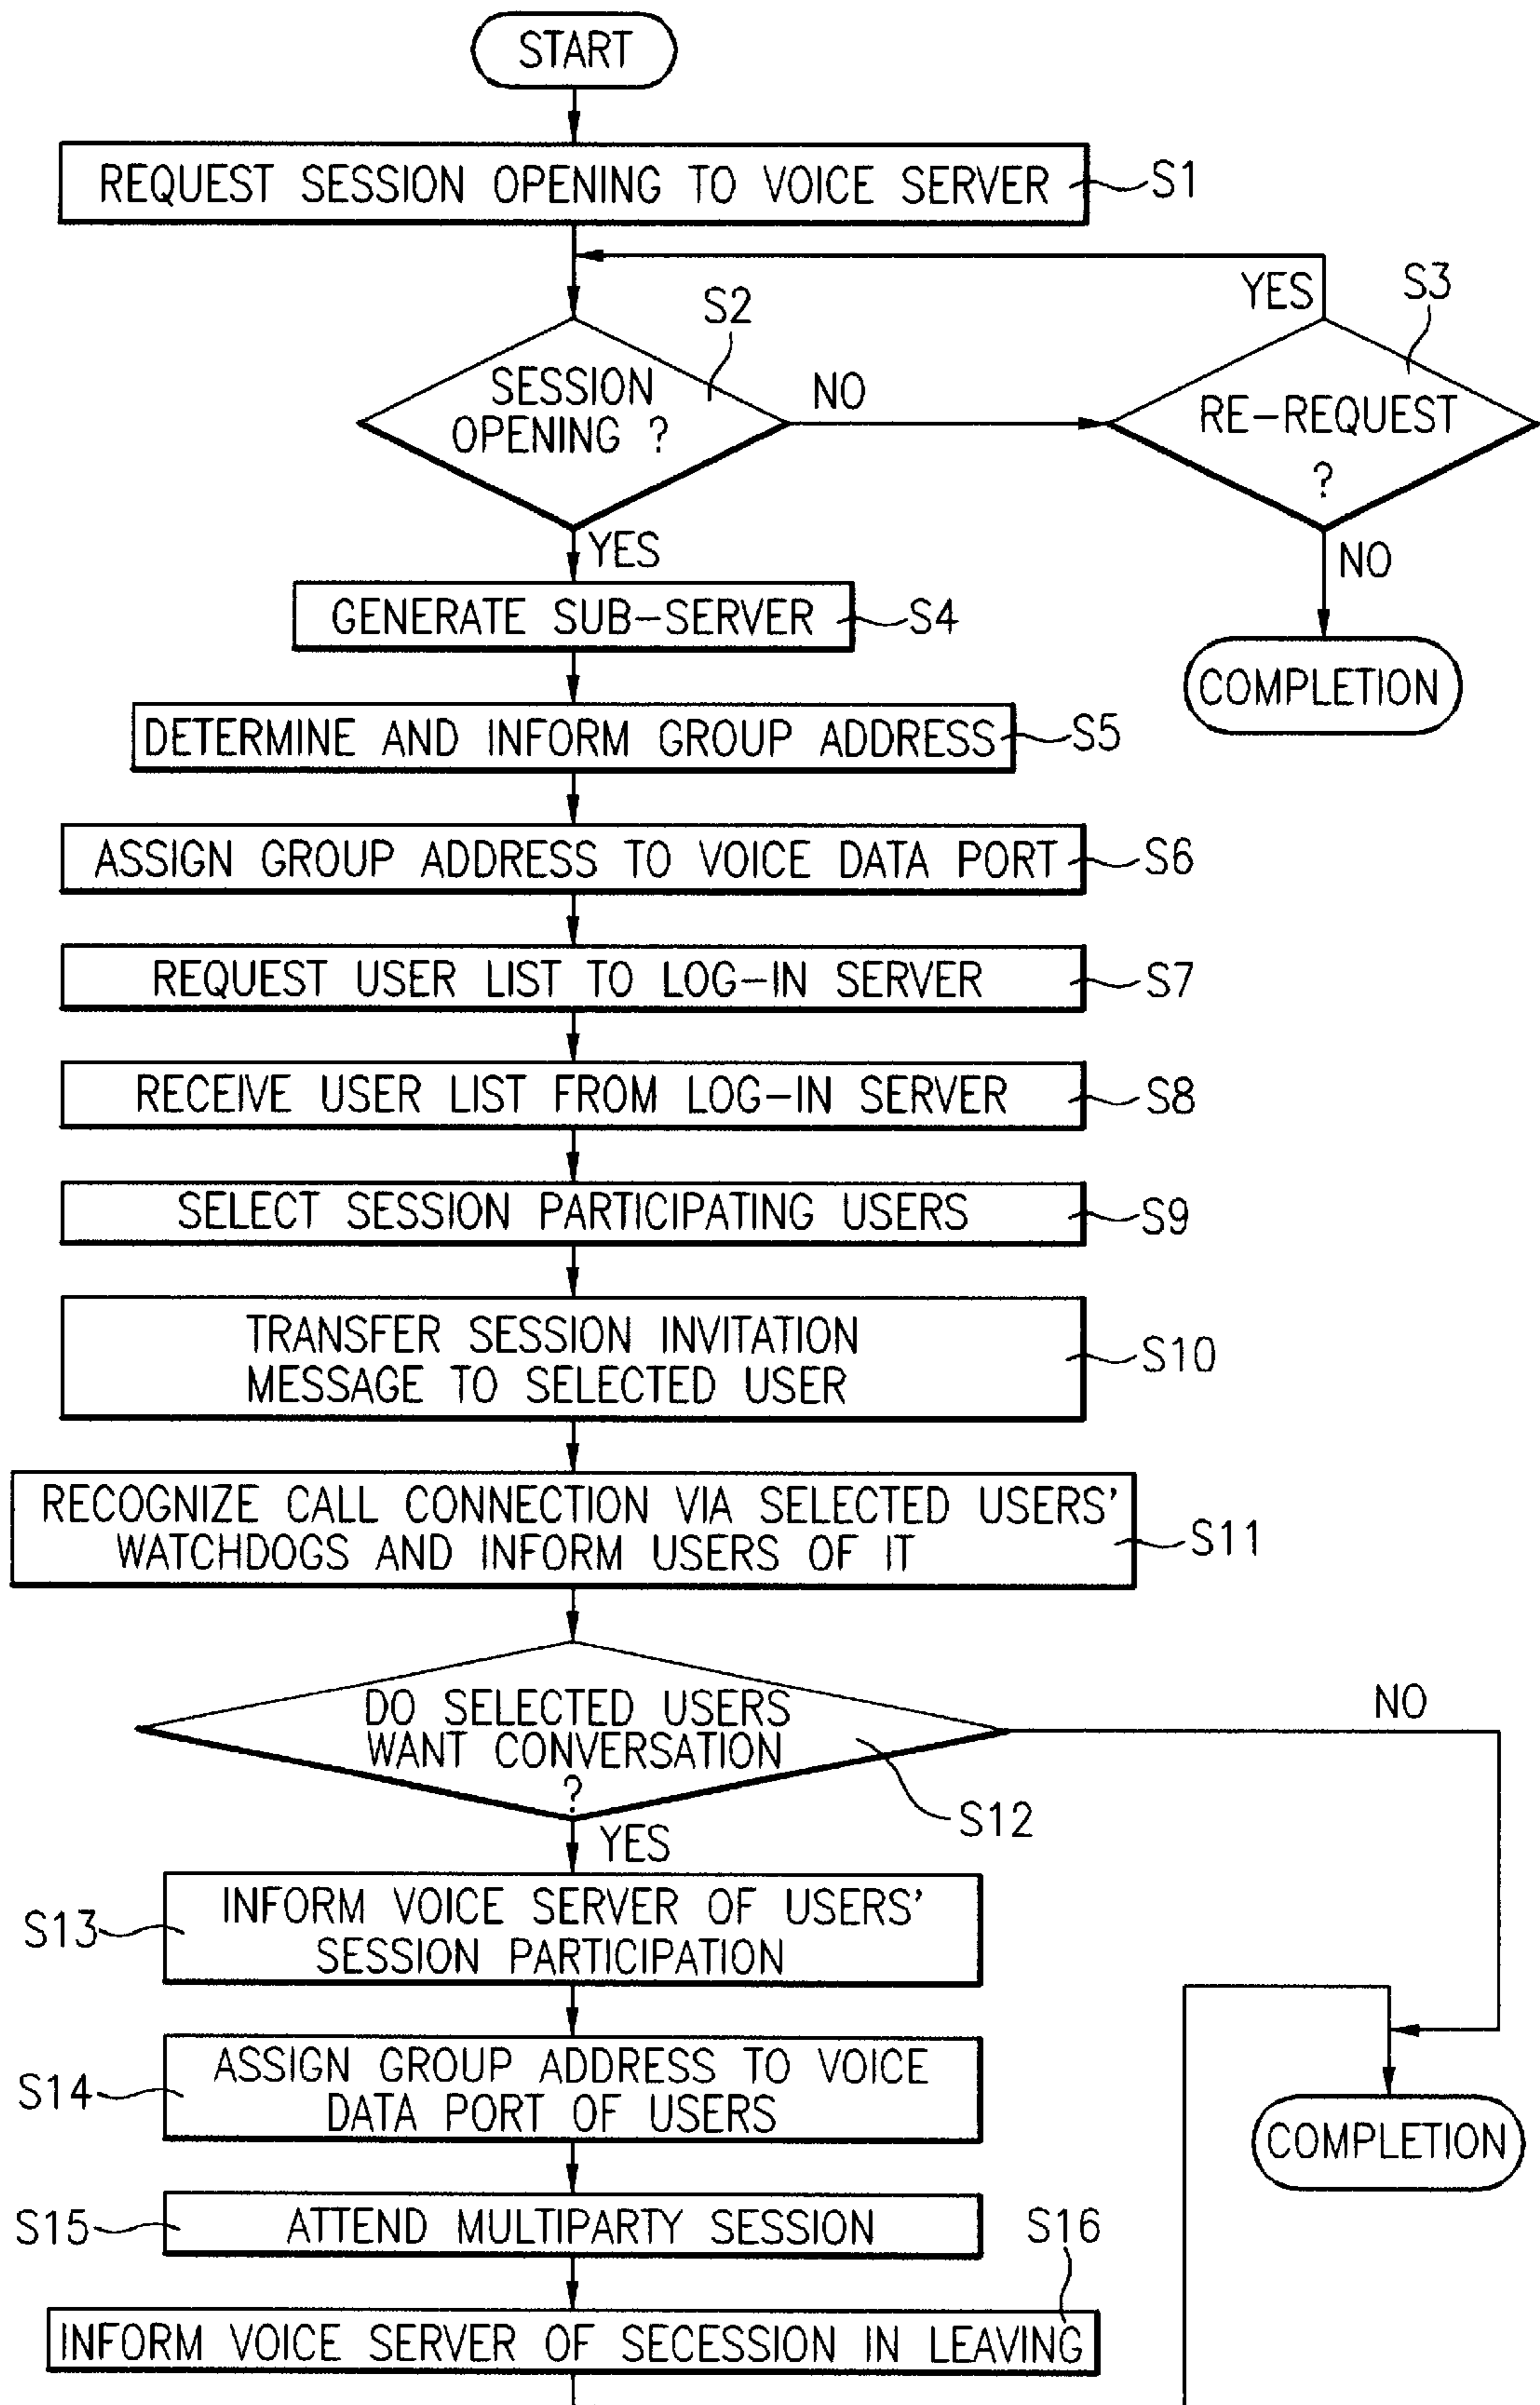 START
REQUEST SESSION OPENING TO VOICE SERVER
S1
YES
S3
S2
SESSION
OPENING ?
NO
RE-REQUEST
?
YES
NO
GENERATE SUB-SERVER
S4
COMPLETION
DETERMINE AND INFORM GROUP ADDRESS
S5
ASSIGN GROUP ADDRESS TO VOICE DATA PORT
S6
REQUEST USER LIST TO LOG-IN SERVER
S7
RECEIVE USER LIST FROM LOG-IN SERVER
S8
SELECT SESSION PARTICIPATING USERS
S9
TRANSFER SESSION INVITATION
MESSAGE TO SELECTED USER
S10
RECOGNIZE CALL CONNECTION VIA SELECTED USERS'
WATCHDOGS AND INFORM USERS OF IT
S11
DO SELECTED USERS
WANT CONVERSATION
?
NO
S12
YES
INFORM VOICE SERVER OF USERS'
SESSION PARTICIPATION
S13
ASSIGN GROUP ADDRESS TO VOICE
DATA PORT OF USERS
S14
COMPLETION
S15
ATTEND MULTIPARTY SESSION
S16
INFORM VOICE SERVER OF SECESSION IN LEAVING